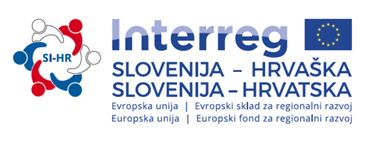 SI-HR
Interreg
SLOVENIJA – HRVAŠKA
SLOVENIJA – HRVATSKA
Evropska unija | Evropski sklad za regionalni razvoj
Europska unija | Europski fond za regionalni razvoj